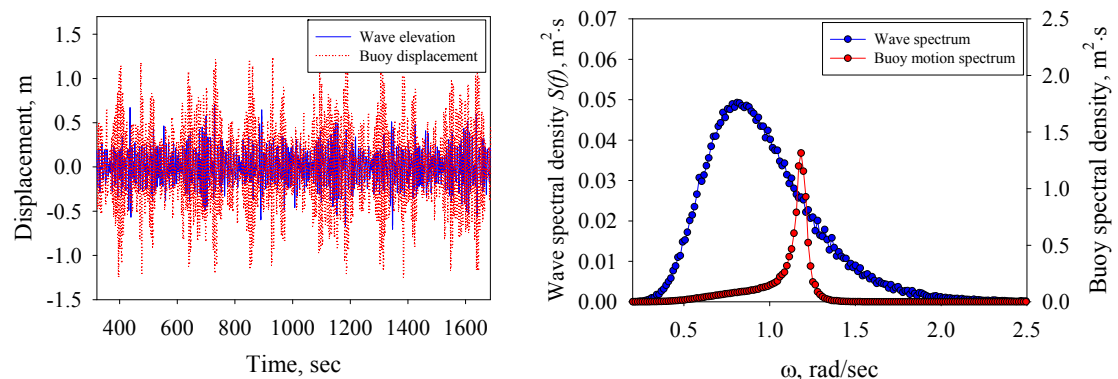 Wave elevation
Buoy displacement
Displacement, m
1.5
1.0
0.5
0.0
-0.5
-1.0
-1.5
400 600 800 1000 1200 1400 1600
Time, sec
Wave spectrum
Buoy motion spectrum
Wave spectral density S(f), m²·s
0.07
0.06
0.05
0.04
0.03
0.02
0.01
0.00
0.5 1.0 1.5 2.0 2.5
ω, rad/sec
2.5
2.0
1.5
1.0
0.5
0.0
Buoy spectral density, m²·s